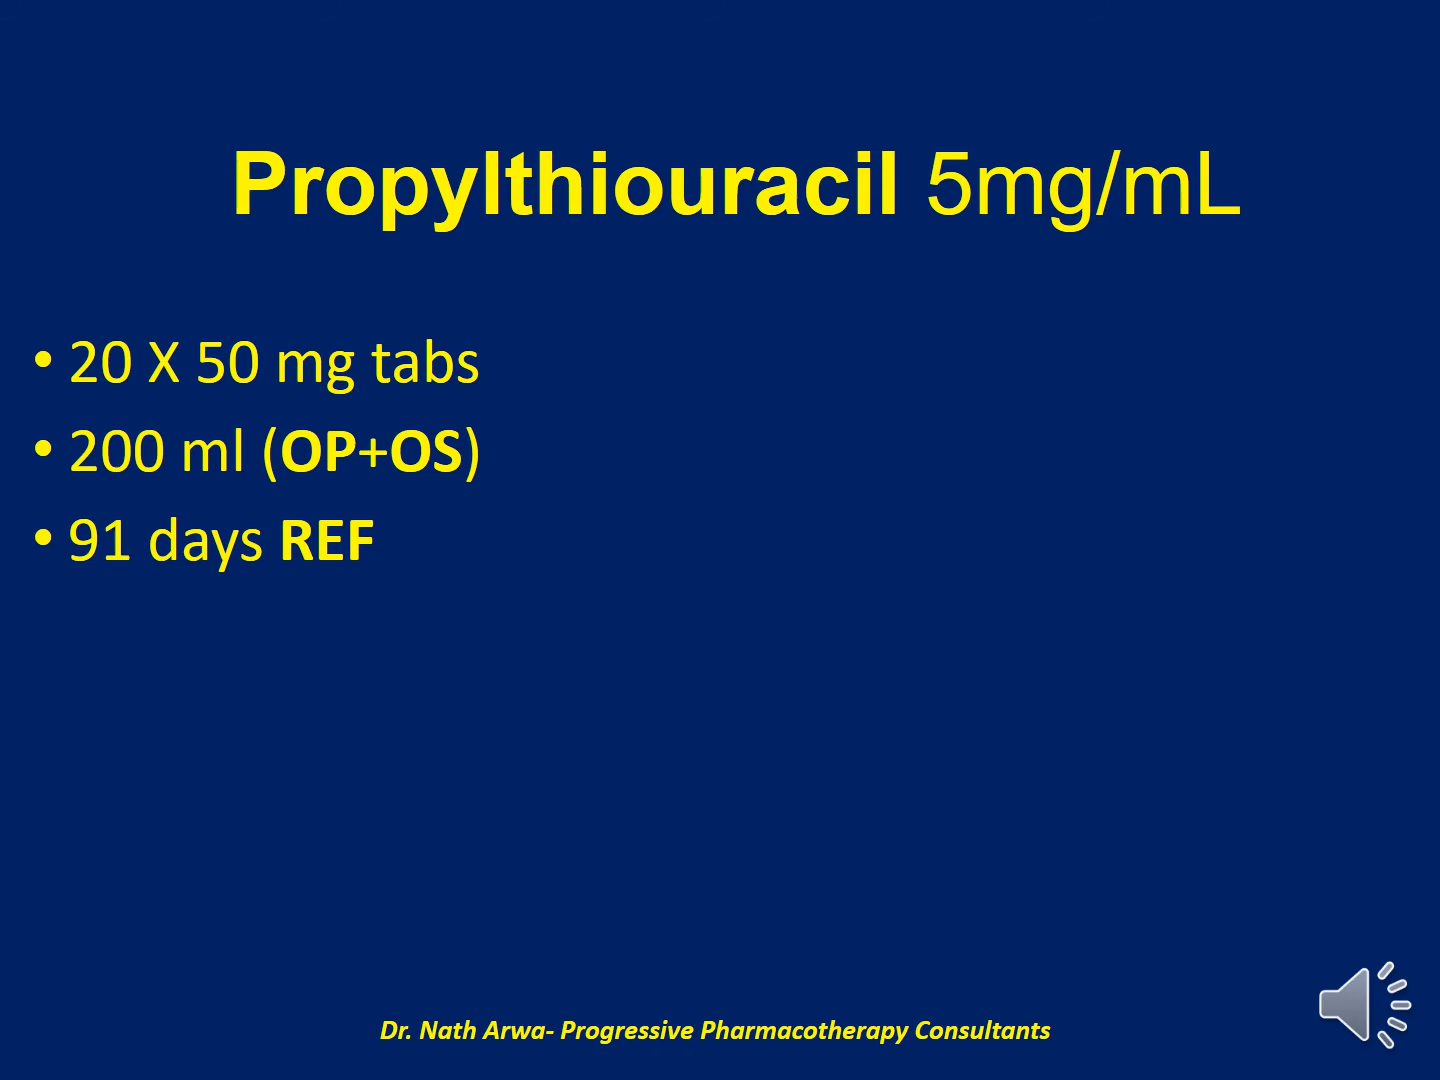 Propylthiouracil 5mg/mL
• 20 X 50 mg tabs
• 200 ml (OP+OS)
• 91 days REF
Dr. Nath Arwa- Progressive Pharmacotherapy Consultants